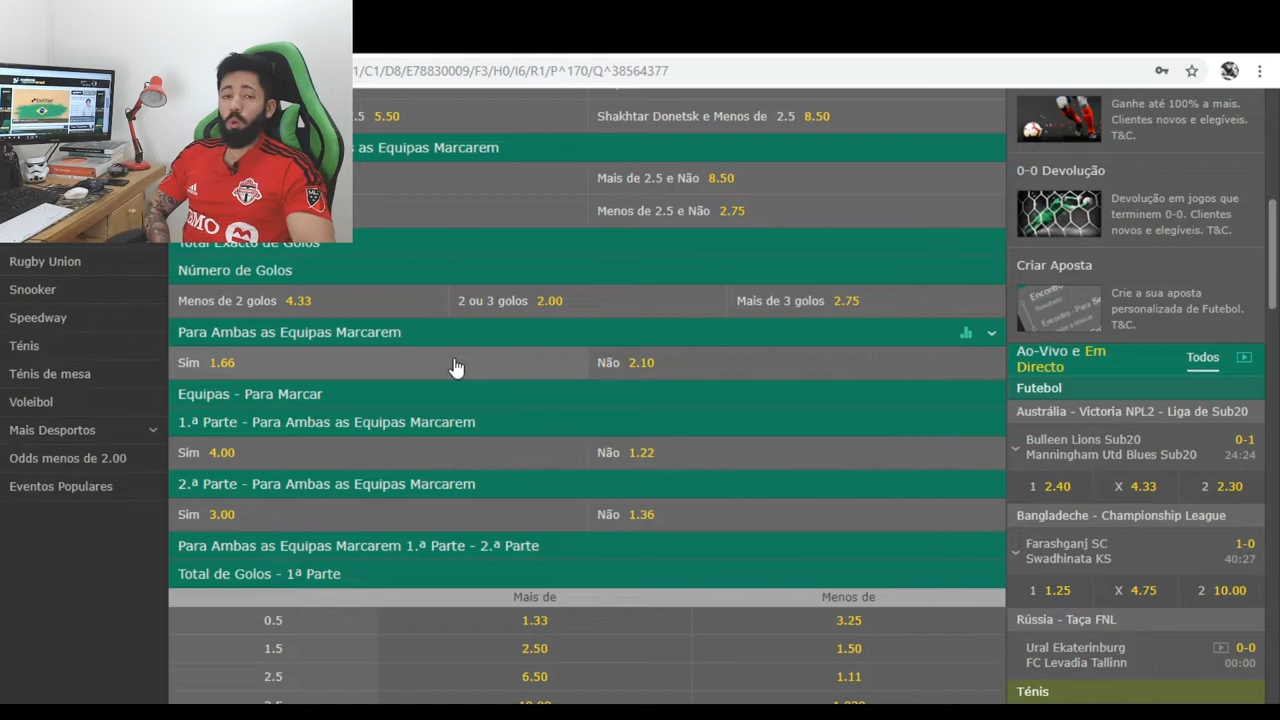 1/C1/D8/E78830009/F3/H0/I6/R1/P^170/Q^38564377
.5 5.50
Shakhtar Donetsk e Menos de 2.5 8.50
as Equipas Marcarem
Mais de 2.5 e Não 8.50
Menos de 2.5 e Não 2.75
Total Exacto de Golos
Número de Golos
Menos de 2 golos 4.33
2 ou 3 golos 2.00
Mais de 3 golos 2.75
Para Ambas as Equipas Marcarem
Sim 1.66
Não 2.10
Equipas - Para Marcar
1.ª Parte - Para Ambas as Equipas Marcarem
Sim 4.00
Não 1.22
2.ª Parte - Para Ambas as Equipas Marcarem
Sim 3.00
Não 1.36
Para Ambas as Equipas Marcarem 1.ª Parte - 2.ª Parte
Total de Golos - 1ª Parte
Mais de
Menos de
0.5 1.33 3.25
1.5 2.50 1.50
2.5 6.50 1.11
Rugby Union
Snooker
Speedway
Ténis
Ténis de mesa
Voleibol
Mais Desportos
Odds menos de 2.00
Eventos Populares
Ganhe até 100% a mais.
Clientes novos e elegíveis.
T&C.
0-0 Devolução
Devolução em jogos que
terminem 0-0. Clientes
novos e elegíveis. T&C.
Criar Aposta
Crie a sua aposta
personalizada de Futebol.
T&C.
Ao-Vivo e Em
Directo
Todos
Futebol
Austrália - Victoria NPL2 - Liga de Sub20
Bulleen Lions Sub20 0-1
Manningham Utd Blues Sub20 24:24
1 2.40 X 4.33 2 2.30
Bangladeche - Championship League
Farashganj SC 1-0
Swadhinata KS 40:27
1 1.25 X 4.75 2 10.00
Rússia - Taça FNL
Ural Ekaterinburg 0-0
FC Levadia Tallinn 00:00
Ténis